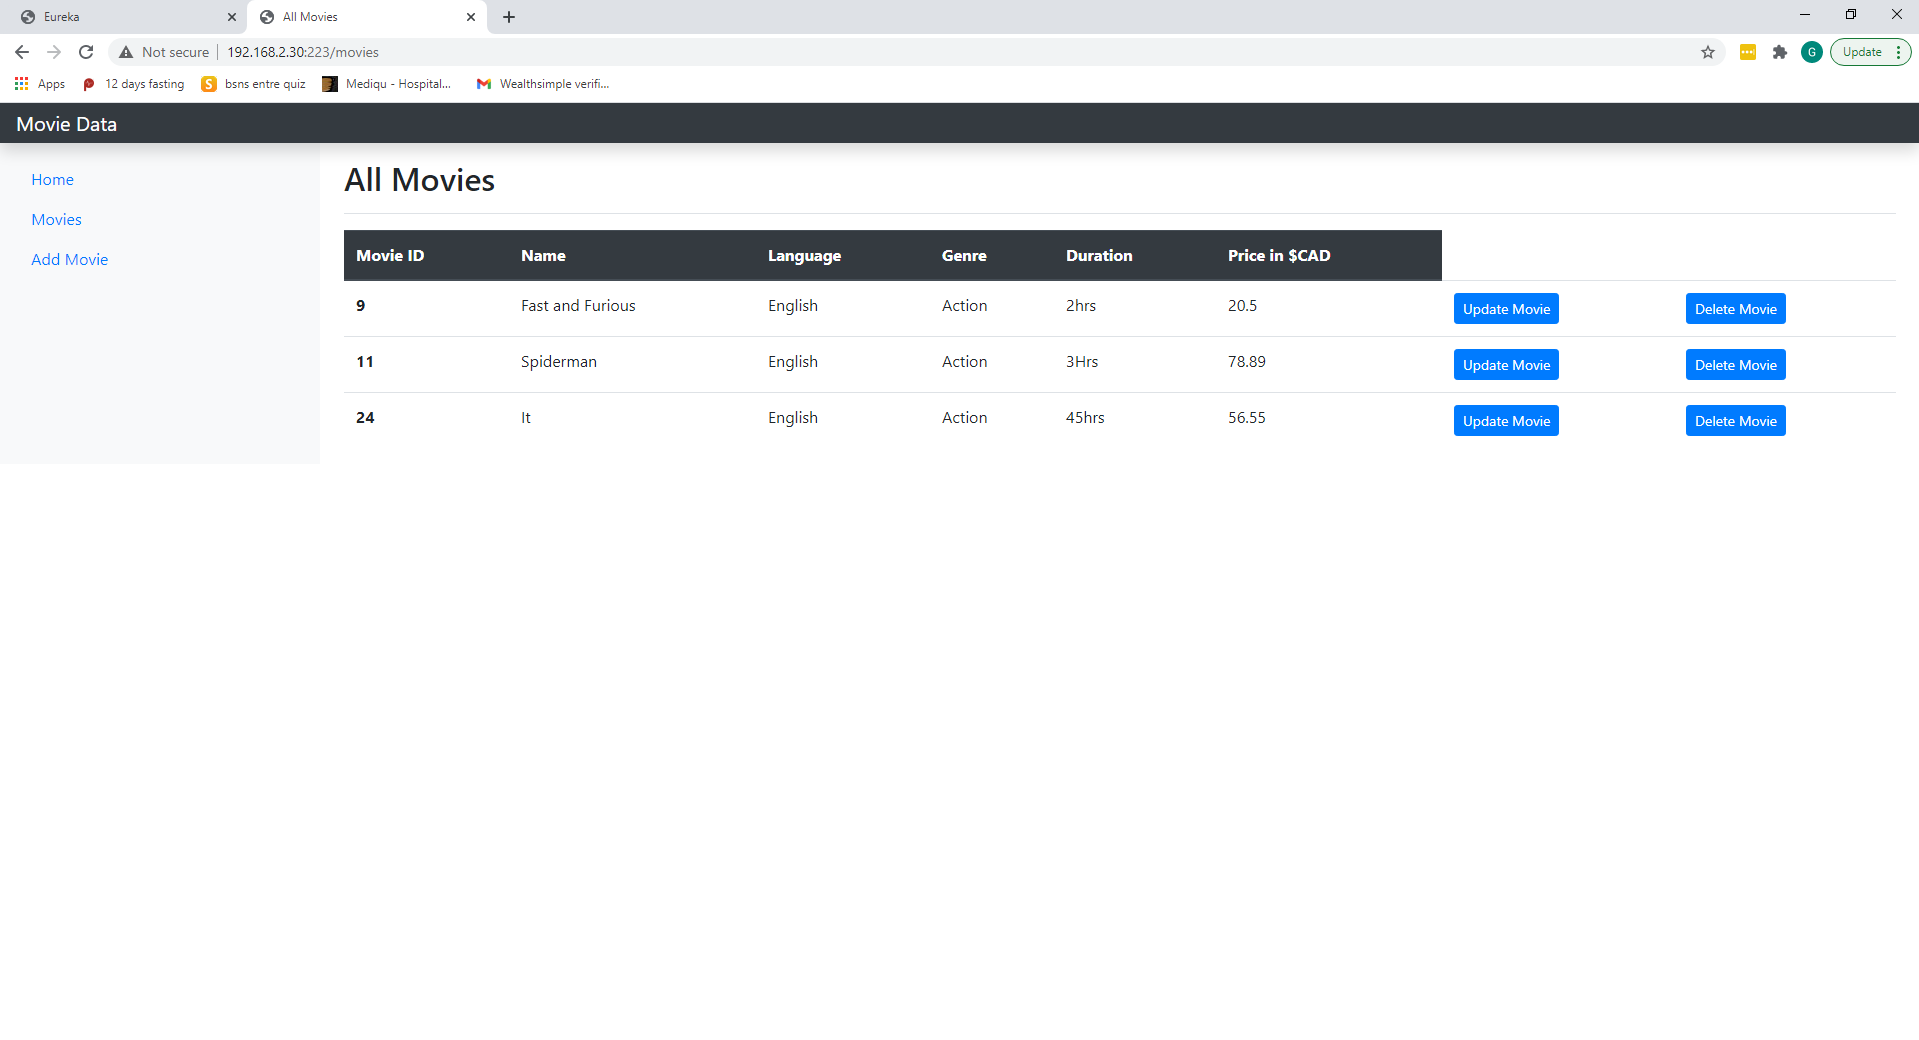 Eureka
All Movies
Not secure
192.168.2.30:223/movies
G
Update
Apps
12 days fasting
S
bsns entre quiz
Mediqu - Hospital...
Wealthsimple verifi...
Movie Data
Home
Movies
Add Movie
All Movies
Movie ID Name Language Genre Duration Price in $CAD
9 Fast and Furious English Action 2hrs 20.5 Update Movie Delete Movie
11 Spiderman English Action 3Hrs 78.89 Update Movie Delete Movie
24 It English Action 45hrs 56.55 Update Movie Delete Movie